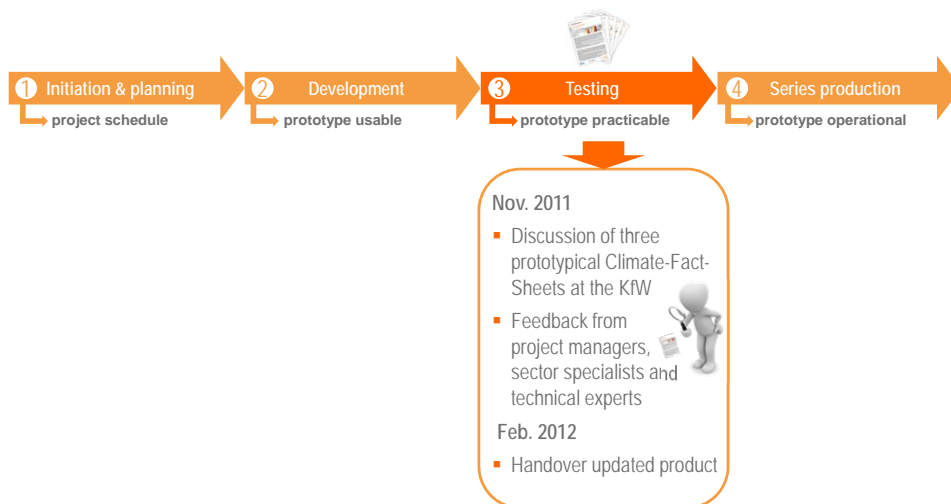 1 Initiation & planning
project schedule
2 Development
prototype usable
3 Testing
prototype practicable
4 Series production
prototype operational
Nov. 2011
▪ Discussion of three
prototypical Climate-Fact-
Sheets at the KfW
▪ Feedback from
project managers,
sector specialists and
technical experts
Feb. 2012
▪ Handover updated product